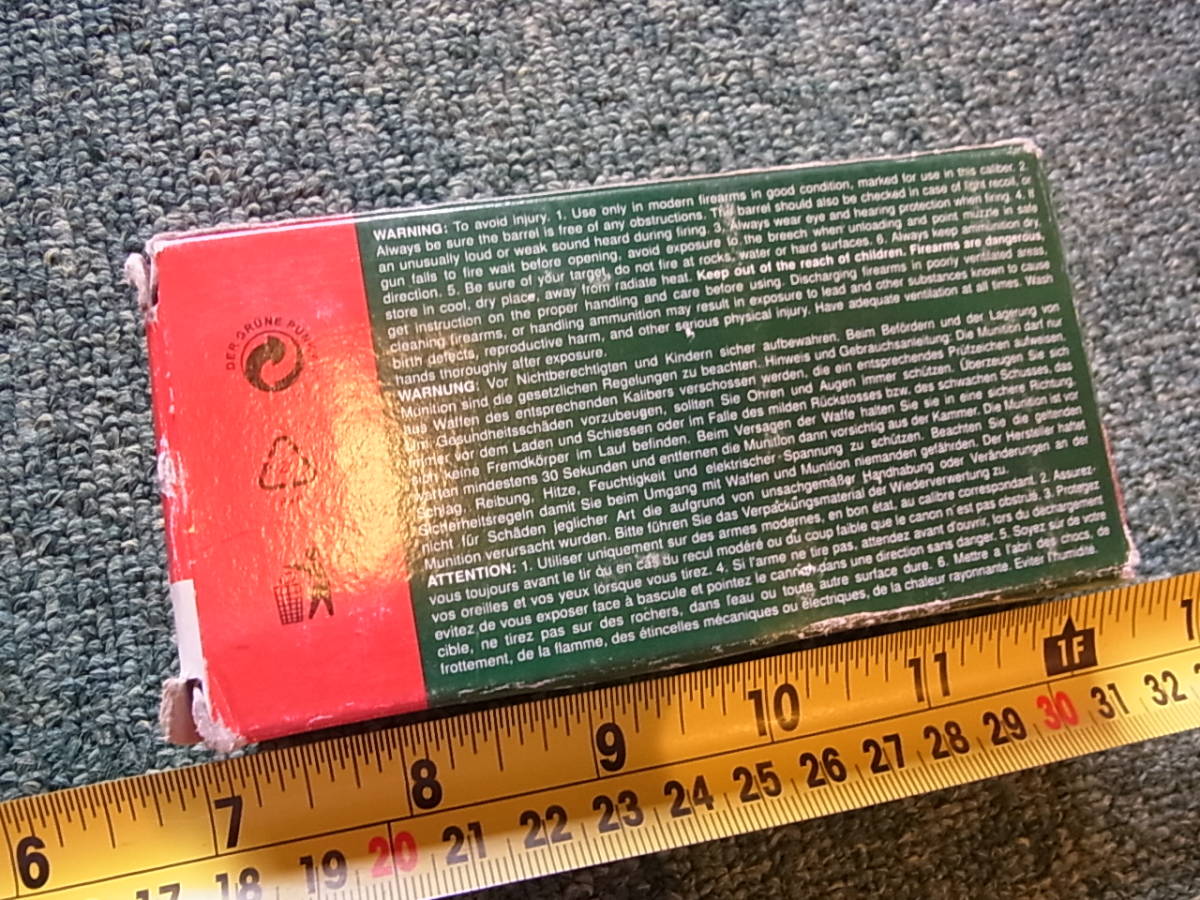 DER GRÜNE PUNKT
WARNING: To avoid injury. 1. Use only in modern firearms in good condition, marked for use in this caliber. 2.
Always be sure the barrel is free of any obstructions. The barrel should also be checked in case of light recoil, or
an unusually loud or weak sound heard during firing. 3. Always wear eye and hearing protection when firing. 4. If
gun fails to fire wait before opening, avoid exposure to the breech when unloading and point muzzle in safe
direction. 5. Be sure of your target, do not fire at rocks, water or hard surfaces. 6. Always keep ammunition dry,
store in cool, dry place, away from radiate heat. Keep out of the reach of children. Firearms are dangerous,
get instruction on the proper handling and care before using. Discharging firearms in poorly ventilated areas,
cleaning firearms, or handling ammunition may result in exposure to lead and other substances known to cause
birth defects, reproductive harm, and other serious physical injury. Have adequate ventilation at all times. Wash
hands thoroughly after exposure.
WARNUNG: Vor Nichtberechtigten und Kindern sicher aufbewahren. Beim Befördern und der Lagerung von
Munition sind die gesetzlichen Regelungen zu beachten. Hinweis und Gebrauchsanleitung: Die Munition darf nur
aus Waffen des entsprechenden Kalibers verschossen werden, die ein entsprechendes Prüfzeichen aufweisen.
Um Gesundheitsschäden vorzubeugen, sollten Sie Ohren und Augen immer schützen. Überzeugen Sie sich
immer vor dem Laden und Schiessen oder im Falle des milden Rückstosses bzw. des schwachen Schusses, das
sich keine Fremdkörper im Lauf befinden. Beim Versagen der Waffe halten Sie sie in eine sichere Richtung,
warten mindestens 30 Sekunden und entfernen die Munition dann vorsichtig aus der Kammer. Die Munition ist vor
Schlag, Reibung, Hitze, Feuchtigkeit und elektrischer Spannung zu schützen. Beachten Sie die geltenden
Sicherheitsregeln damit Sie beim Umgang mit Waffen und Munition niemanden gefährden. Der Hersteller haftet
nicht für Schäden jeglicher Art die aufgrund von unsachgemäßer Handhabung oder Veränderungen an der
Munition verursacht wurden. Bitte führen Sie das Verpackungsmaterial der Wiederverwertung zu.
ATTENTION: 1. Utiliser uniquement sur des armes modernes, en bon état, au calibre correspondant. 2. Assurez-
vous toujours avant le tir ou en cas du recul modéré ou du coup faible que le canon n'est pas obstrué. 3. Protégez
vos oreilles et vos yeux lorsque vous tirez. 4. Si l'arme ne tire pas, attendez avant d'ouvrir, lors du déchargement
evitez de vous exposer face à bascule et pointez le canon dans une direction sans danger. 5. Soyez sûr de votre
cible, ne tirez pas sur des rochers, dans l'eau ou toute autre surface dure. 6. Mettre à l'abri des chocs, de
frottement, de la flamme, des étincelles mécaniques ou électriques, de la chaleur rayonnante. Eviter l'humidité.
6 7 8 9 10 11 1F 1
17 18 19 20 21 22 23 24 25 26 27 28 29 30 31 32